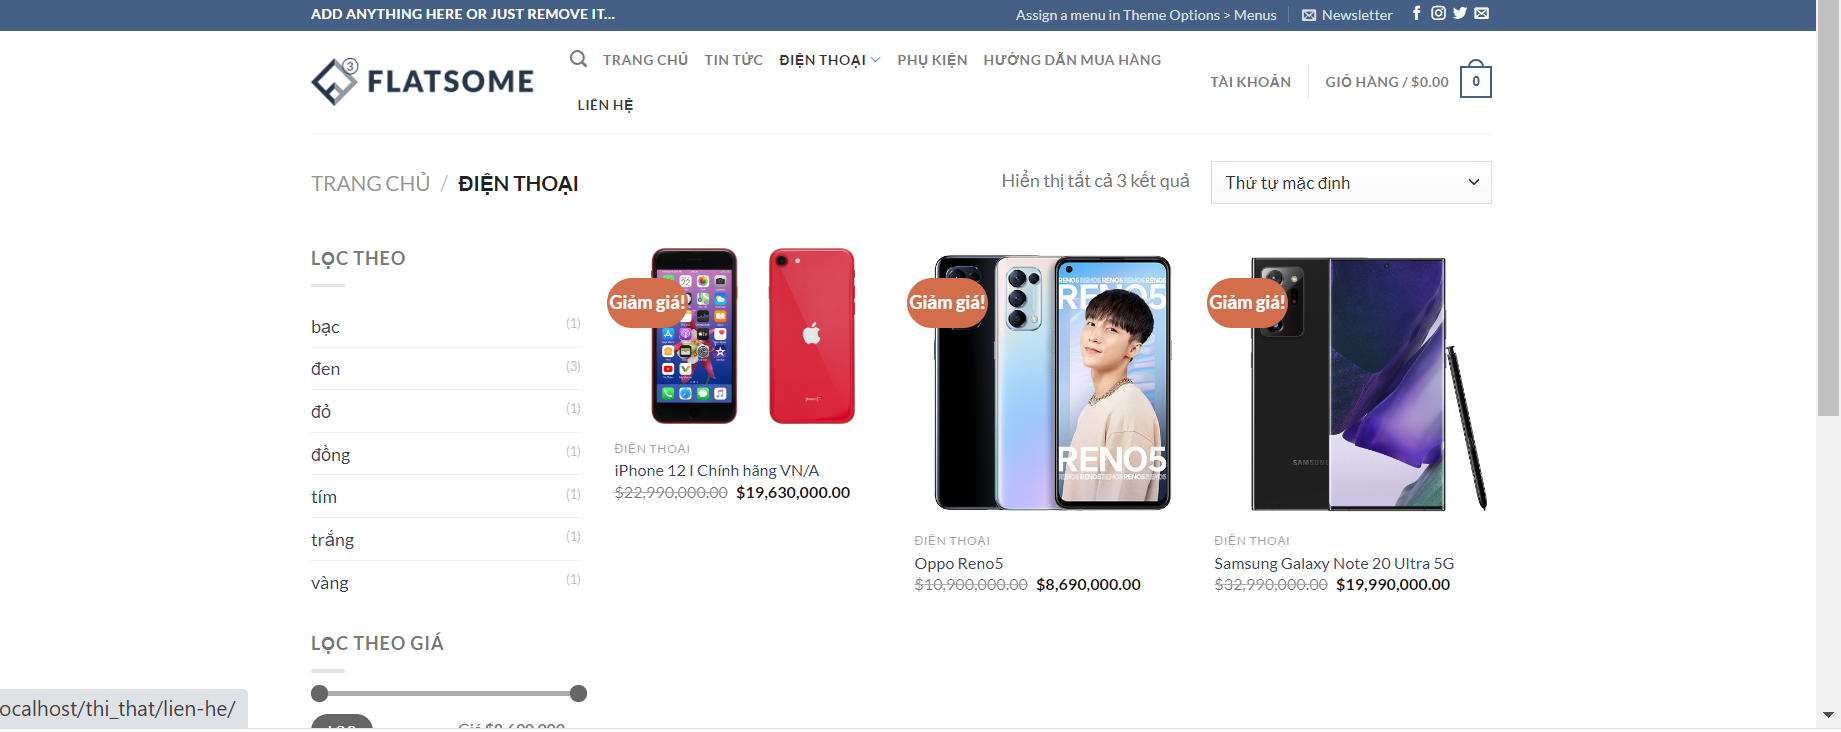 ADD ANYTHING HERE OR JUST REMOVE IT...
Assign a menu in Theme Options > Menus
Newsletter
3
FLATSOME
TRANG CHỦ
TIN TỨC
ĐIỆN THOẠI
PHỤ KIỆN
HƯỚNG DẪN MUA HÀNG
LIÊN HỆ
TÀI KHOẢN
GIỎ HÀNG / $0.00
0
TRANG CHỦ / ĐIỆN THOẠI
Hiển thị tất cả 3 kết quả
Thứ tự mặc định
LỌC THEO
bạc (1)
đen (3)
đỏ (1)
đồng (1)
tím (1)
trắng (1)
vàng (1)
LỌC THEO GIÁ
Giảm giá!
ĐIỆN THOẠI
iPhone 12 I Chính hãng VN/A
$22,990,000.00 $19,630,000.00
Giảm giá!
RENO5
RENO5
ĐIỆN THOẠI
Oppo Reno5
$10,900,000.00 $8,690,000.00
Giảm giá!
SAMSUNG
ĐIỆN THOẠI
Samsung Galaxy Note 20 Ultra 5G
$32,990,000.00 $19,990,000.00
ocalhost/thi_that/lien-he/